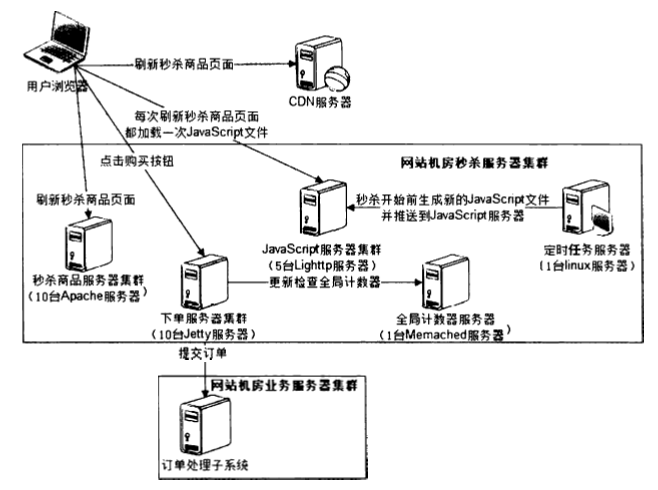 刷新秒杀商品页面
用户浏览器
CDN服务器
每次刷新秒杀商品页面
都加载一次JavaScript文件
点击购买按钮
网站机房秒杀服务器集群
刷新秒杀商品页面
秒杀开始前生成新的JavaScript文件
并推送到JavaScript服务器
JavaScript服务器集群
(5台Lighttp服务器)
定时任务服务器
(1台linux服务器)
秒杀商品服务器集群
(10台Apache服务器)
更新检查全局计数器
下单服务器集群
(10台Jetty服务器)
全局计数器服务器
(1台Memached服务器)
提交订单
网站机房业务服务器集群
订单处理子系统